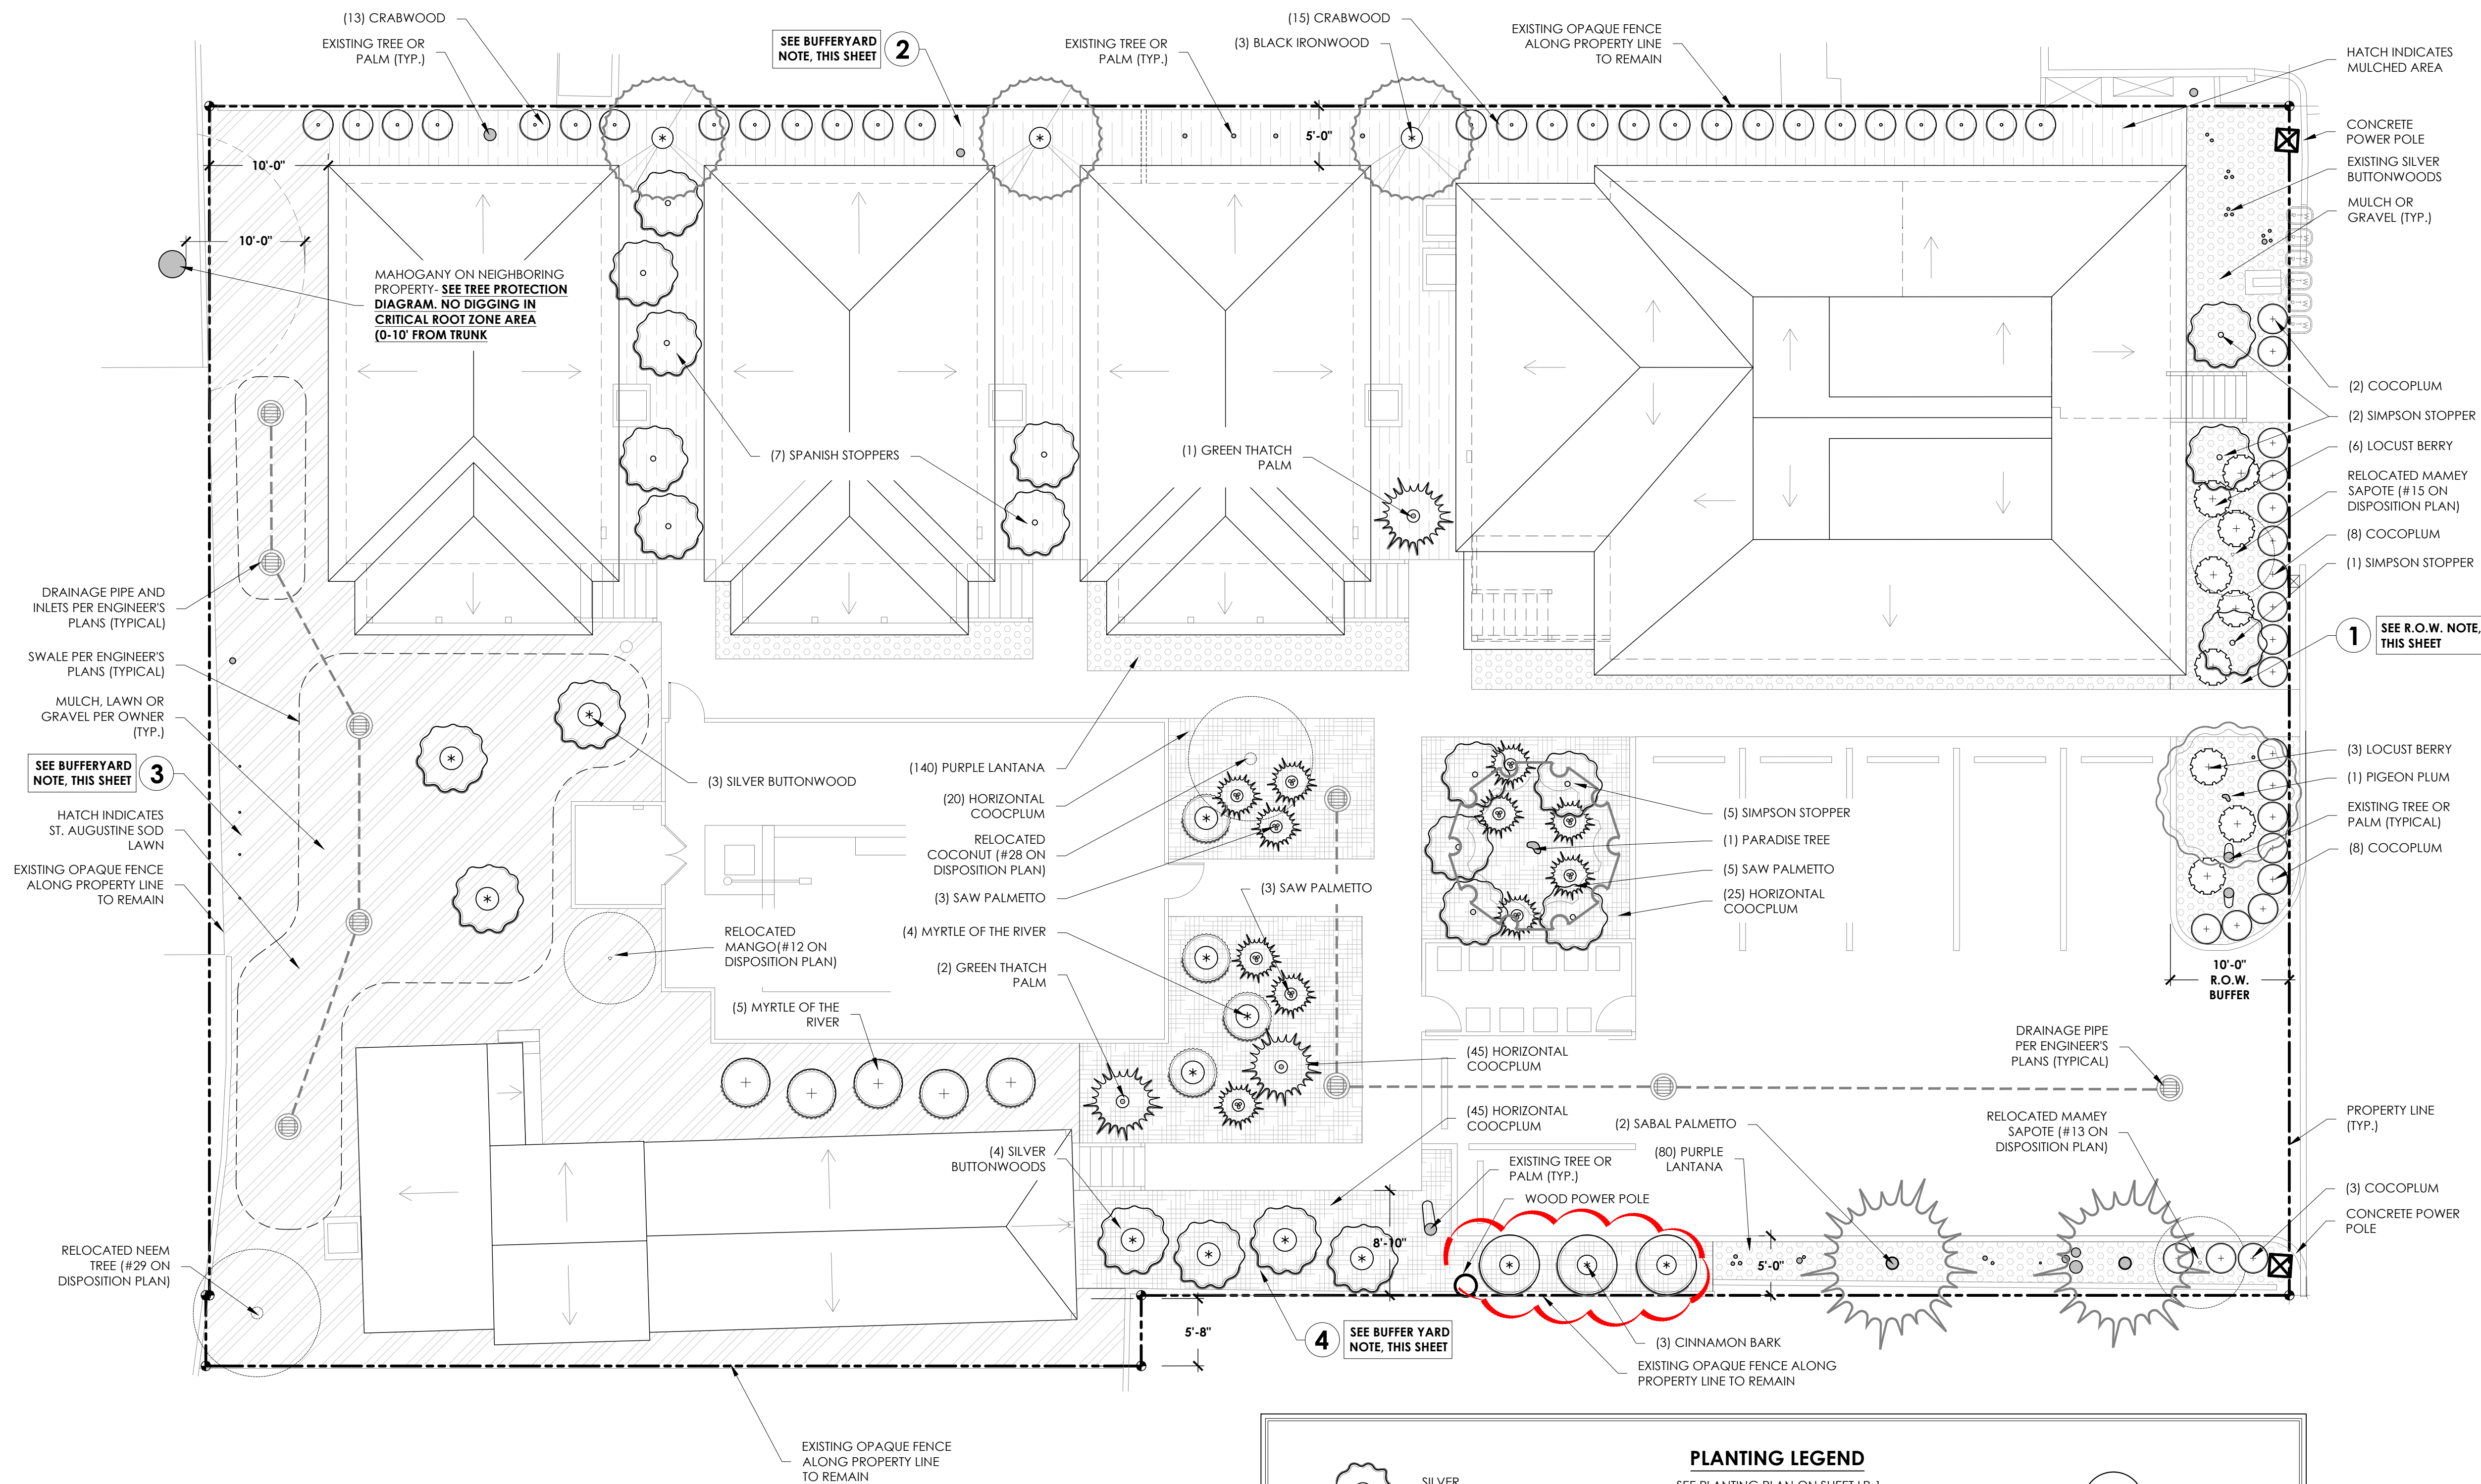 (13) CRABWOOD
EXISTING TREE OR
PALM (TYP.)
SEE BUFFERYARD
NOTE, THIS SHEET
2
EXISTING TREE OR
PALM (TYP.)
(15) CRABWOOD
(3) BLACK IRONWOOD
EXISTING OPAQUE FENCE
ALONG PROPERTY LINE
TO REMAIN
HATCH INDICATES
MULCHED AREA
CONCRETE
POWER POLE
EXISTING SILVER
BUTTONWOODS
MULCH OR
GRAVEL (TYP.)
5'-0"
10'-0"
10'-0"
MAHOGANY ON NEIGHBORING
PROPERTY- SEE TREE PROTECTION
DIAGRAM. NO DIGGING IN
CRITICAL ROOT ZONE AREA
(0-10' FROM TRUNK
(7) SPANISH STOPPERS
(1) GREEN THATCH
PALM
(2) COCOPLUM
(2) SIMPSON STOPPER
(6) LOCUST BERRY
RELOCATED MAMEY
SAPOTE (#15 ON
DISPOSITION PLAN)
(8) COCOPLUM
(1) SIMPSON STOPPER
1
SEE R.O.W. NOTE,
THIS SHEET
DRAINAGE PIPE AND
INLETS PER ENGINEER'S
PLANS (TYPICAL)
SWALE PER ENGINEER'S
PLANS (TYPICAL)
MULCH, LAWN OR
GRAVEL PER OWNER
(TYP.)
SEE BUFFERYARD
NOTE, THIS SHEET
3
HATCH INDICATES
ST. AUGUSTINE SOD
LAWN
EXISTING OPAQUE FENCE
ALONG PROPERTY LINE
TO REMAIN
(3) SILVER BUTTONWOOD
(140) PURPLE LANTANA
(20) HORIZONTAL
COOCPLUM
RELOCATED
COCONUT (#28 ON
DISPOSITION PLAN)
(3) SAW PALMETTO
(3) SAW PALMETTO
(4) MYRTLE OF THE RIVER
(2) GREEN THATCH
PALM
RELOCATED
MANGO(#12 ON
DISPOSITION PLAN)
(5) MYRTLE OF THE
RIVER
(5) SIMPSON STOPPER
(1) PARADISE TREE
(5) SAW PALMETTO
(25) HORIZONTAL
COOCPLUM
(3) LOCUST BERRY
(1) PIGEON PLUM
EXISTING TREE OR
PALM (TYPICAL)
(8) COCOPLUM
10'-0"
R.O.W.
BUFFER
DRAINAGE PIPE
PER ENGINEER'S
PLANS (TYPICAL)
(45) HORIZONTAL
COOCPLUM
(45) HORIZONTAL
COOCPLUM
(2) SABAL PALMETTO
RELOCATED MAMEY
SAPOTE (#13 ON
DISPOSITION PLAN)
PROPERTY LINE
(TYP.)
(4) SILVER
BUTTONWOODS
EXISTING TREE OR
PALM (TYP.)
(80) PURPLE
LANTANA
WOOD POWER POLE
(3) COCOPLUM
CONCRETE POWER
POLE
8'-10"
5'-0"
RELOCATED NEEM
TREE (#29 ON
DISPOSITION PLAN)
5'-8"
4
SEE BUFFER YARD
NOTE, THIS SHEET
(3) CINNAMON BARK
EXISTING OPAQUE FENCE ALONG
PROPERTY LINE TO REMAIN
EXISTING OPAQUE FENCE
ALONG PROPERTY LINE
TO REMAIN
PLANTING LEGEND